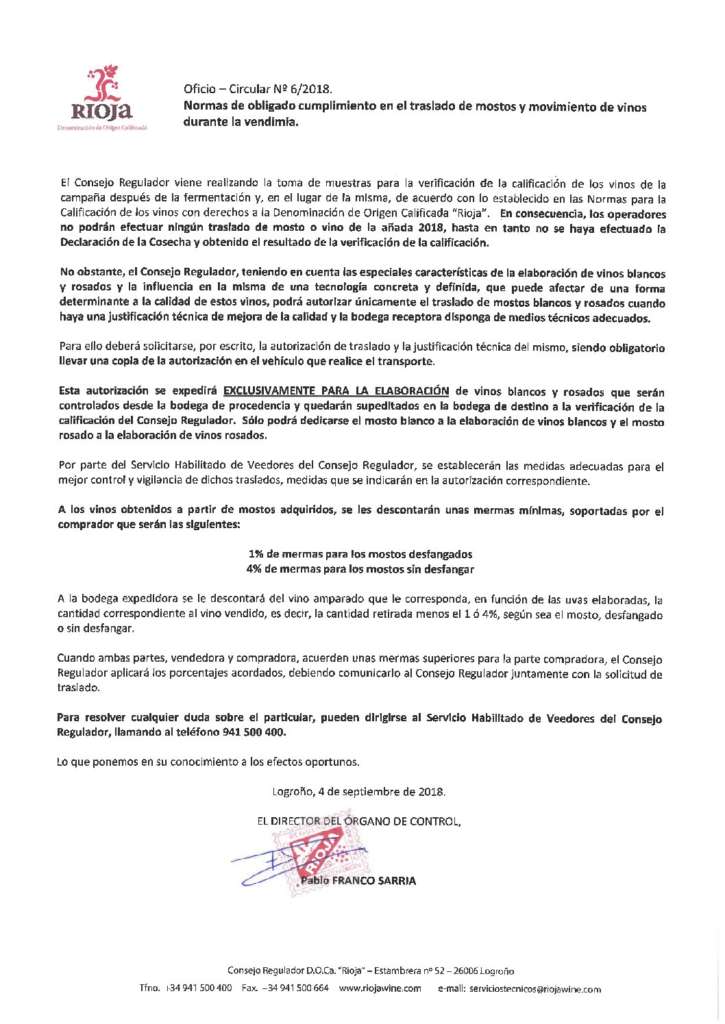 RIOJA
Denominación de Origen Calificada
Oficio – Circular Nº 6/2018.
Normas de obligado cumplimiento en el traslado de mostos y movimiento de vinos
durante la vendimia.
El Consejo Regulador viene realizando la toma de muestras para la verificación de la calificación de los vinos de la
campaña después de la fermentación y, en el lugar de la misma, de acuerdo con lo establecido en las Normas para la
Calificación de los vinos con derechos a la Denominación de Origen Calificada "Rioja". En consecuencia, los operadores
no podrán efectuar ningún traslado de mosto o vino de la añada 2018, hasta en tanto no se haya efectuado la
Declaración de la Cosecha y obtenido el resultado de la verificación de la calificación.
No obstante, el Consejo Regulador, teniendo en cuenta las especiales características de la elaboración de vinos blancos
y rosados y la influencia en la misma de una tecnología concreta y definida, que puede afectar de una forma
determinante a la calidad de estos vinos, podrá autorizar únicamente el traslado de mostos blancos y rosados cuando
haya una justificación técnica de mejora de la calidad y la bodega receptora disponga de medios técnicos adecuados.
Para ello deberá solicitarse, por escrito, la autorización de traslado y la justificación técnica del mismo, siendo obligatorio
llevar una copia de la autorización en el vehículo que realice el transporte.
Esta autorización se expedirá EXCLUSIVAMENTE PARA LA ELABORACIÓN de vinos blancos y rosados que serán
controlados desde la bodega de procedencia y quedarán supeditados en la bodega de destino a la verificación de la
calificación del Consejo Regulador. Sólo podrá dedicarse el mosto blanco a la elaboración de vinos blancos y el mosto
rosado a la elaboración de vinos rosados.
Por parte del Servicio Habilitado de Veedores del Consejo Regulador, se establecerán las medidas adecuadas para el
mejor control y vigilancia de dichos traslados, medidas que se indicarán en la autorización correspondiente.
A los vinos obtenidos a partir de mostos adquiridos, se les descontarán unas mermas mínimas, soportadas por el
comprador que serán las siguientes:
1% de mermas para los mostos desfangados
4% de mermas para los mostos sin desfangar
A la bodega expedidora se le descontará del vino amparado que le corresponda, en función de las uvas elaboradas, la
cantidad correspondiente al vino vendido, es decir, la cantidad retirada menos el 1 ó 4%, según sea el mosto, desfangado
o sin desfangar.
Cuando ambas partes, vendedora y compradora, acuerden unas mermas superiores para la parte compradora, el Consejo
Regulador aplicará los porcentajes acordados, debiendo comunicarlo al Consejo Regulador juntamente con la solicitud de
traslado.
Para resolver cualquier duda sobre el particular, pueden dirigirse al Servicio Habilitado de Veedores del Consejo
Regulador, llamando al teléfono 941 500 400.
Lo que ponemos en su conocimiento a los efectos oportunos.
Logroño, 4 de septiembre de 2018.
EL DIRECTOR DEL ÓRGANO DE CONTROL,
RIOJA
Pablo FRANCO SARRIA
Consejo Regulador D.O.Ca. "Rioja" – Estambrera nº 52 – 26006 Logroño
Tfno. +34 941 500 400 Fax. +34 941 500 664 www.riojawine.com e-mail: serviciostecnicos@riojawine.com